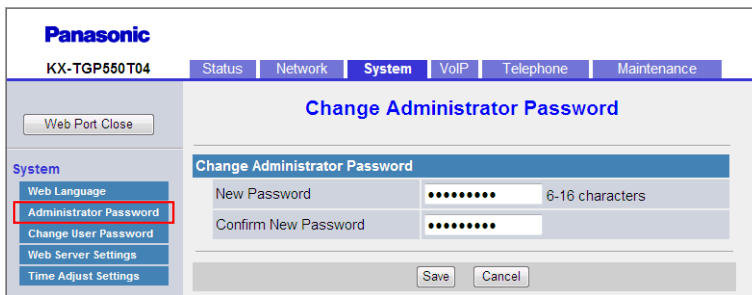 Panasonic
KX-TGP550T04
Status Network System VoIP Telephone Maintenance
Web Port Close
System
Web Language
Administrator Password
Change User Password
Web Server Settings
Time Adjust Settings
Change Administrator Password
Change Administrator Password
New Password ••••••••• 6-16 characters
Confirm New Password •••••••••
Save Cancel